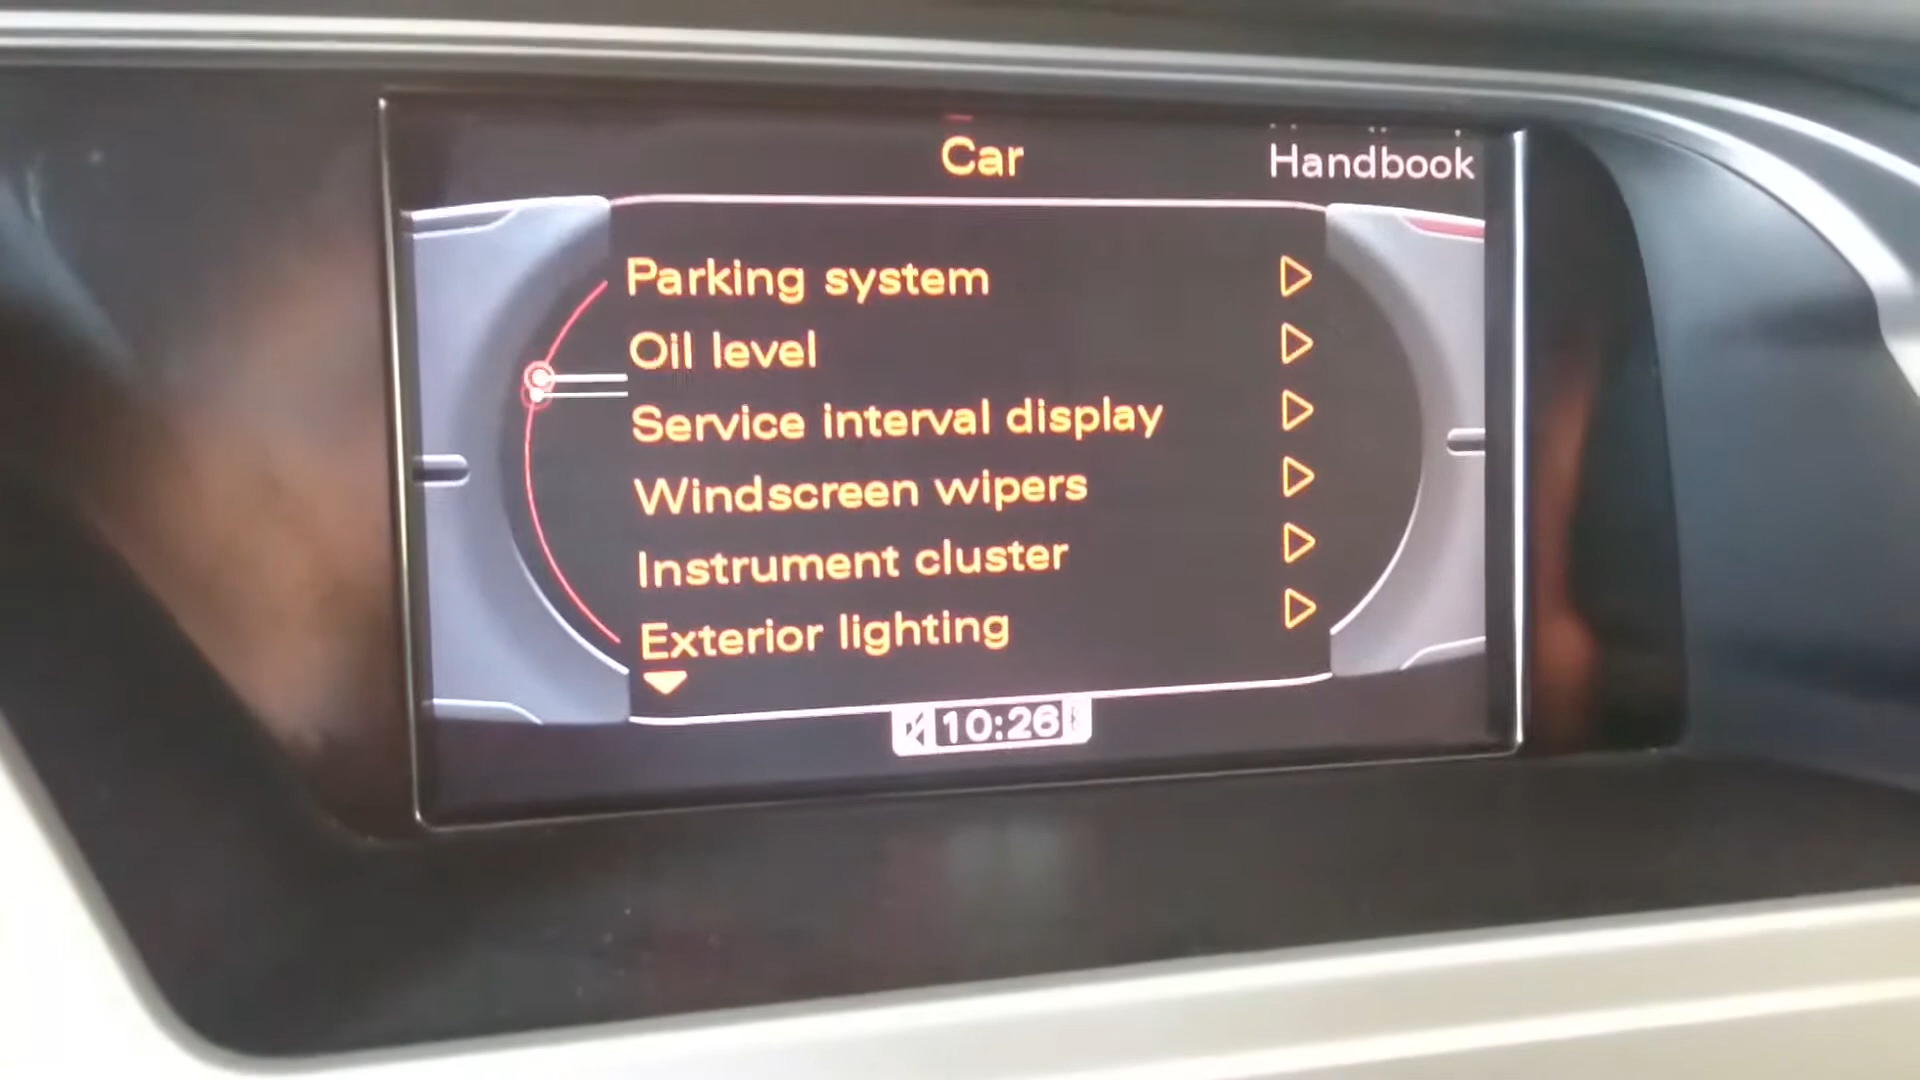 Car
Handbook
Parking system
Oil level
Service interval display
Windscreen wipers
Instrument cluster
Exterior lighting
10:26